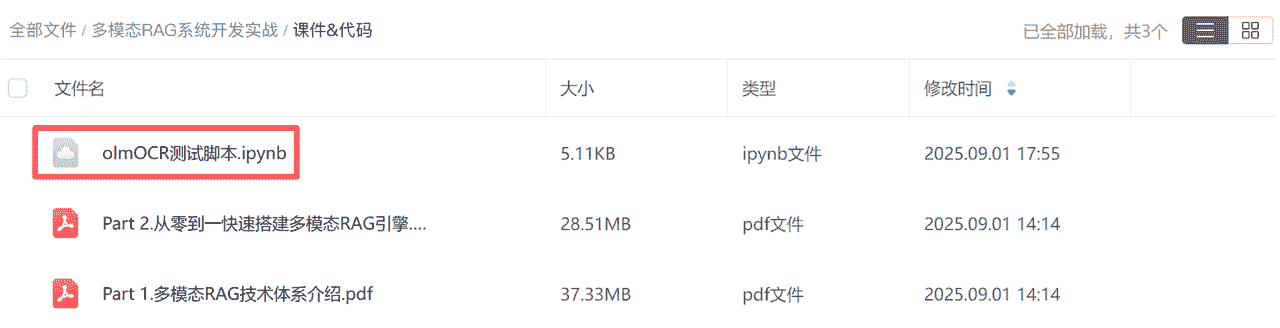 全部文件 / 多模态RAG系统开发实战 / 课件&代码
已全部加载，共3个
文件名 大小 类型 修改时间
olmOCR测试脚本.ipynb 5.11KB ipynb文件 2025.09.01 17:55
Part 2.从零到一快速搭建多模态RAG引擎.... 28.51MB pdf文件 2025.09.01 14:14
Part 1.多模态RAG技术体系介绍.pdf 37.33MB pdf文件 2025.09.01 14:14